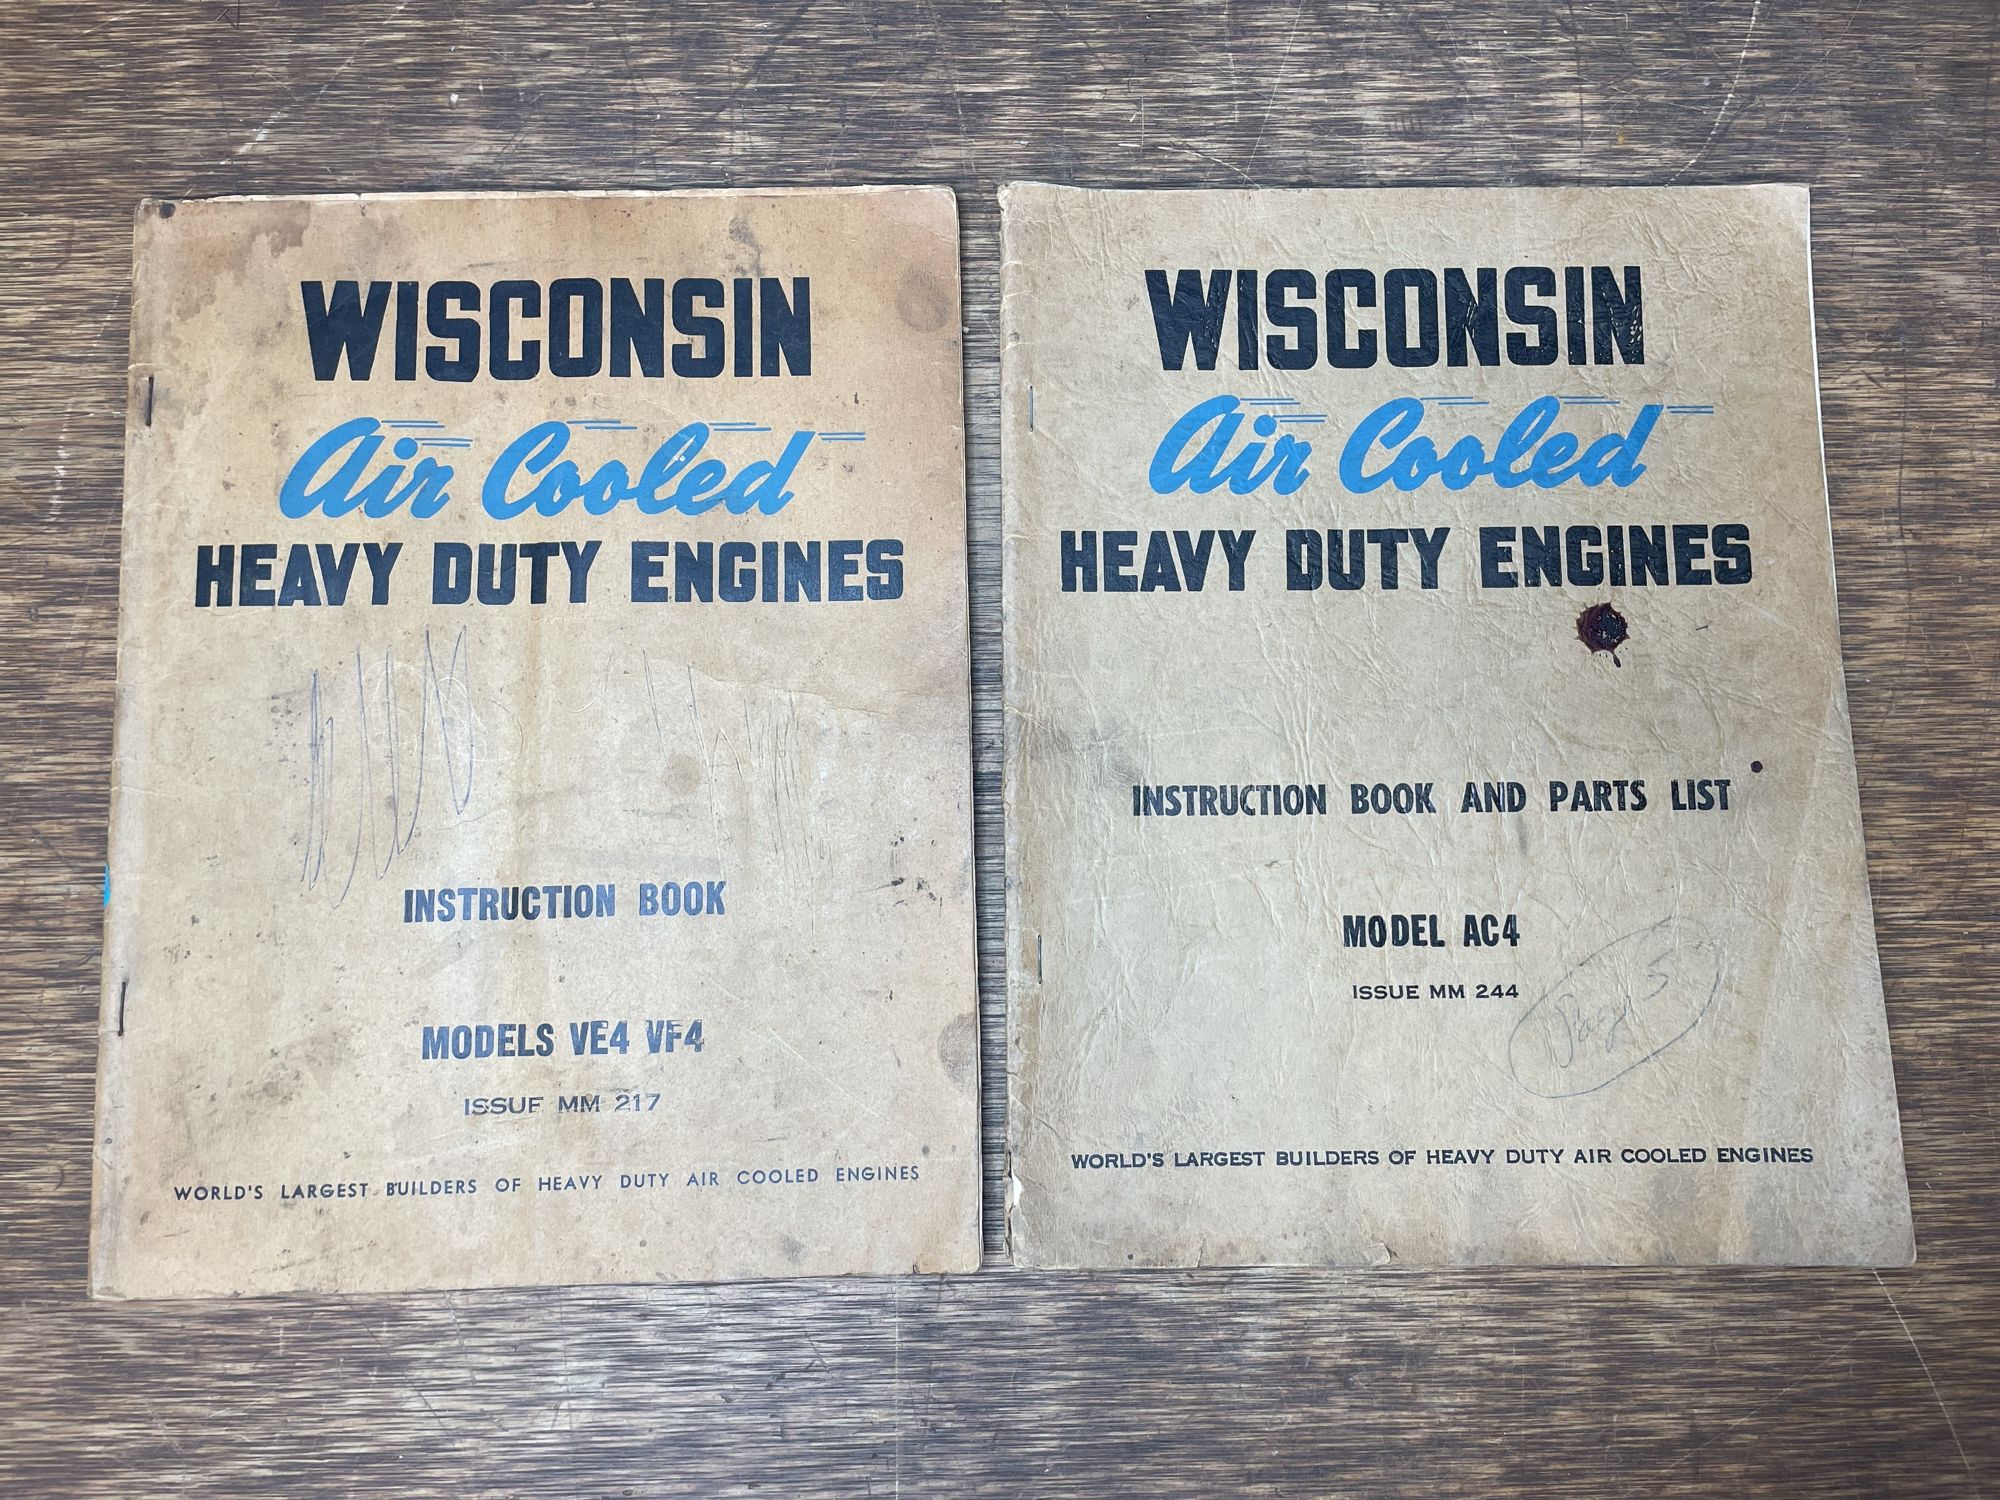 WISCONSIN
Air Cooled
HEAVY DUTY ENGINES
INSTRUCTION BOOK
MODELS VE4 VF4
ISSUE MM 217
WORLD'S LARGEST BUILDERS OF HEAVY DUTY AIR COOLED ENGINES
WISCONSIN
Air Cooled
HEAVY DUTY ENGINES
INSTRUCTION BOOK AND PARTS LIST
MODEL AC4
ISSUE MM 244
Page 5
WORLD'S LARGEST BUILDERS OF HEAVY DUTY AIR COOLED ENGINES